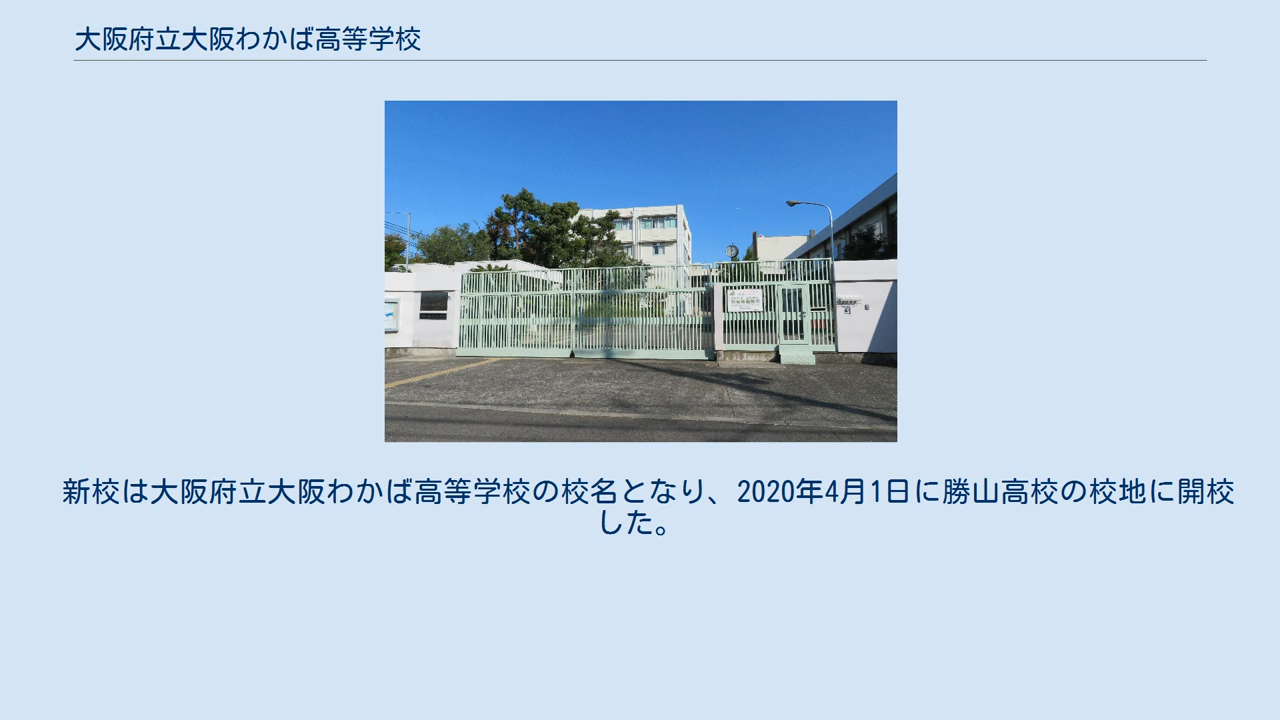 大阪府立大阪わかば高等学校
新校は大阪府立大阪わかば高等学校の校名となり、2020年4月1日に勝山高校の校地に開校
した。